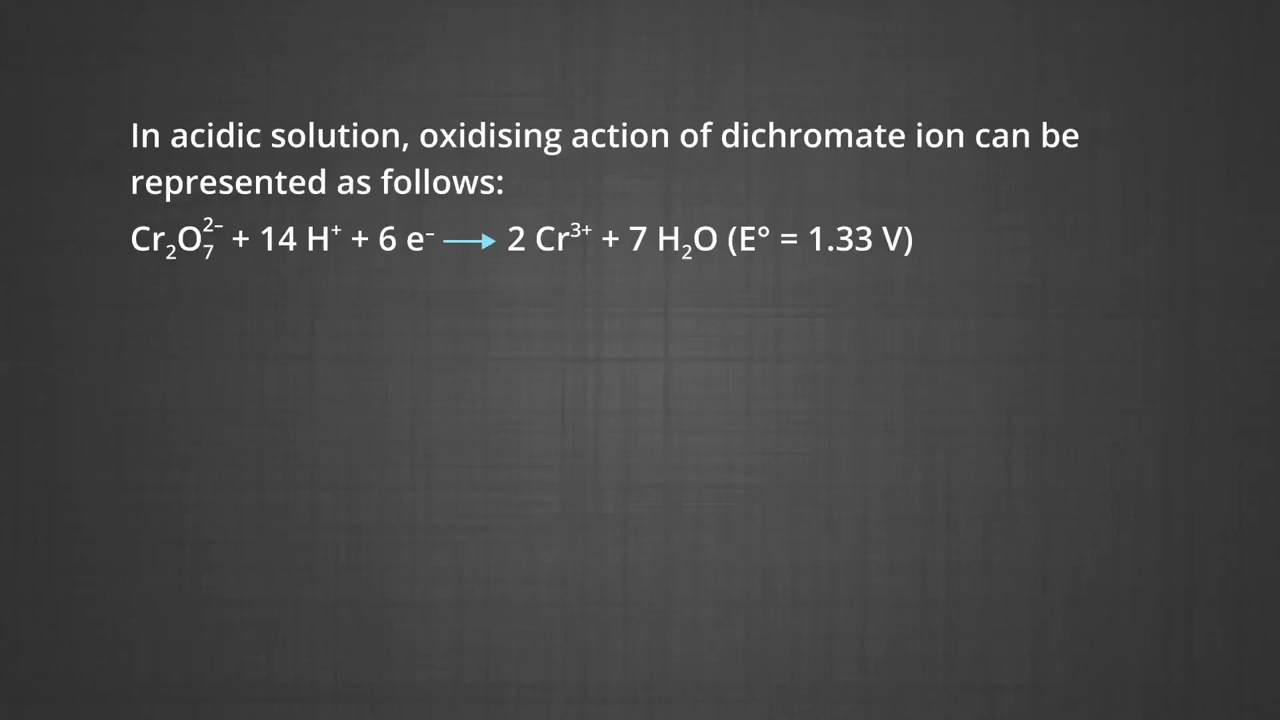 In acidic solution, oxidising action of dichromate ion can be
represented as follows:
Cr₂O₇²⁻ + 14 H⁺ + 6 e⁻ ⟶ 2 Cr³⁺ + 7 H₂O (E° = 1.33 V)